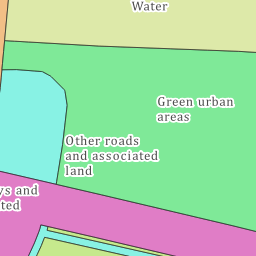 Water
Green urban
areas
Other roads
and associated
land
ys and
ted